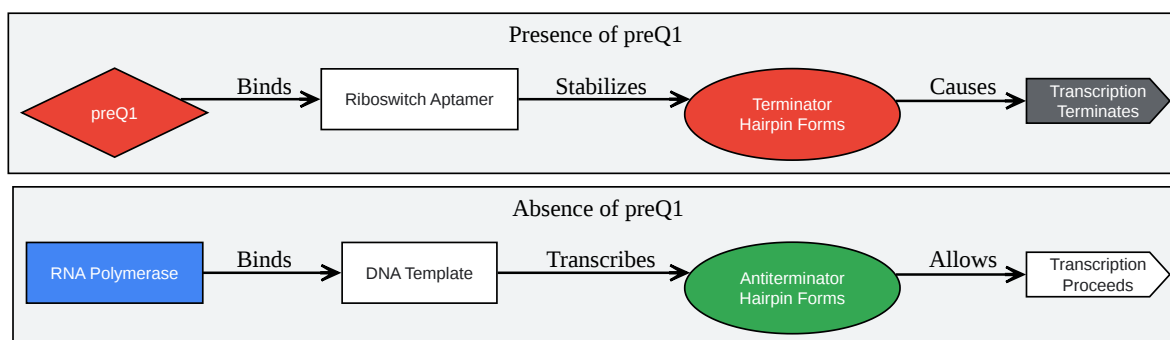 Presence of preQ1
preQ1
Binds
Riboswitch Aptamer
Stabilizes
Terminator
Hairpin Forms
Causes
Transcription
Terminates
Absence of preQ1
RNA Polymerase
Binds
DNA Template
Transcribes
Antiterminator
Hairpin Forms
Allows
Transcription
Proceeds